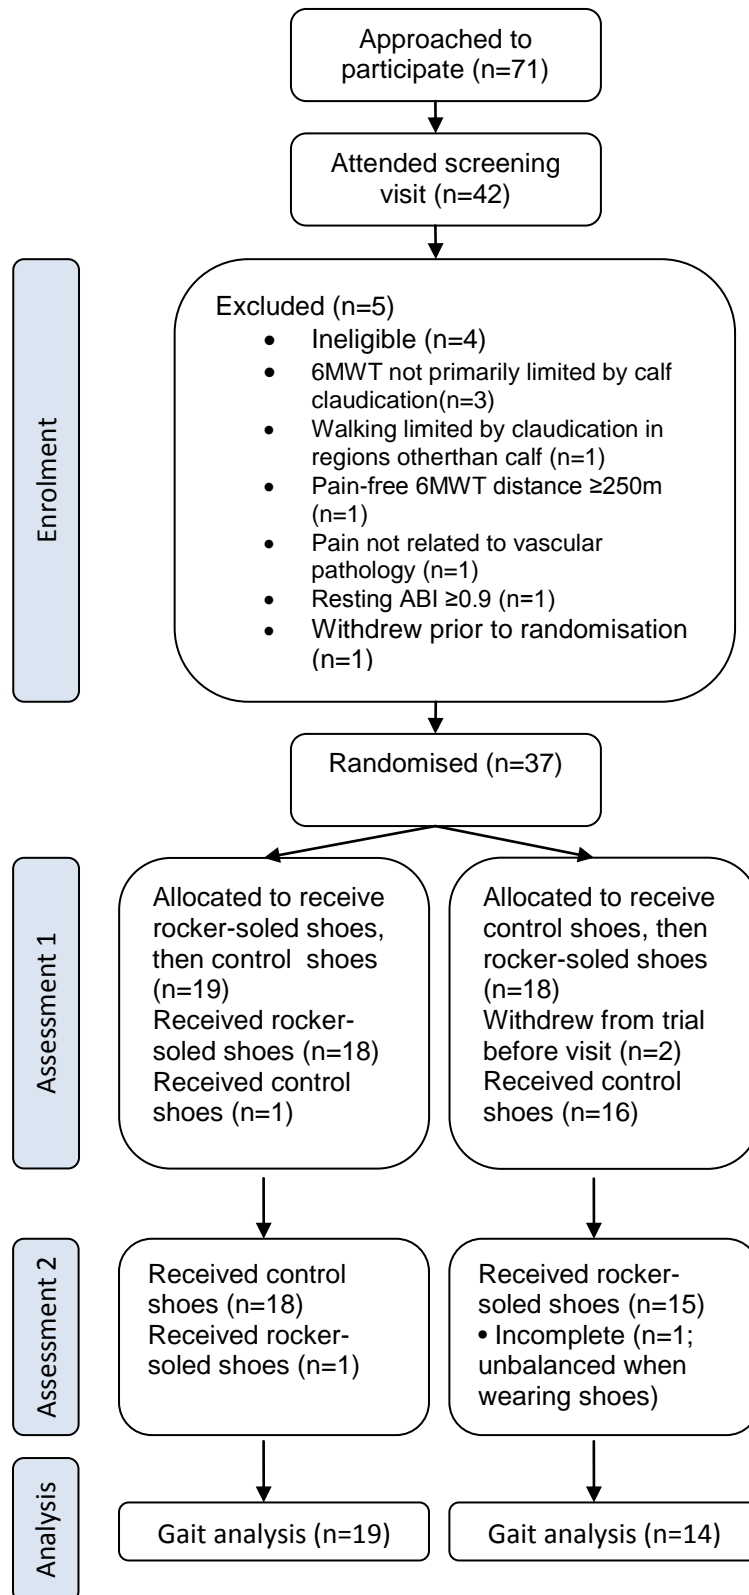 Approached to
participate (n=71)
Attended screening
visit (n=42)
Enrolment
Excluded (n=5)
• Ineligible (n=4)
• 6MWT not primarily limited by calf
claudication(n=3)
• Walking limited by claudication in
regions otherthan calf (n=1)
• Pain-free 6MWT distance ≥250m
(n=1)
• Pain not related to vascular
pathology (n=1)
• Resting ABI ≥0.9 (n=1)
• Withdrew prior to randomisation
(n=1)
Randomised (n=37)
Assessment 1
Allocated to receive
rocker-soled shoes,
then control shoes
(n=19)
Received rocker-
soled shoes (n=18)
Received control
shoes (n=1)
Allocated to receive
control shoes, then
rocker-soled shoes
(n=18)
Withdrew from trial
before visit (n=2)
Received control
shoes (n=16)
Assessment 2
Received control
shoes (n=18)
Received rocker-
soled shoes (n=1)
Received rocker-
soled shoes (n=15)
• Incomplete (n=1;
unbalanced when
wearing shoes)
Analysis
Gait analysis (n=19)
Gait analysis (n=14)